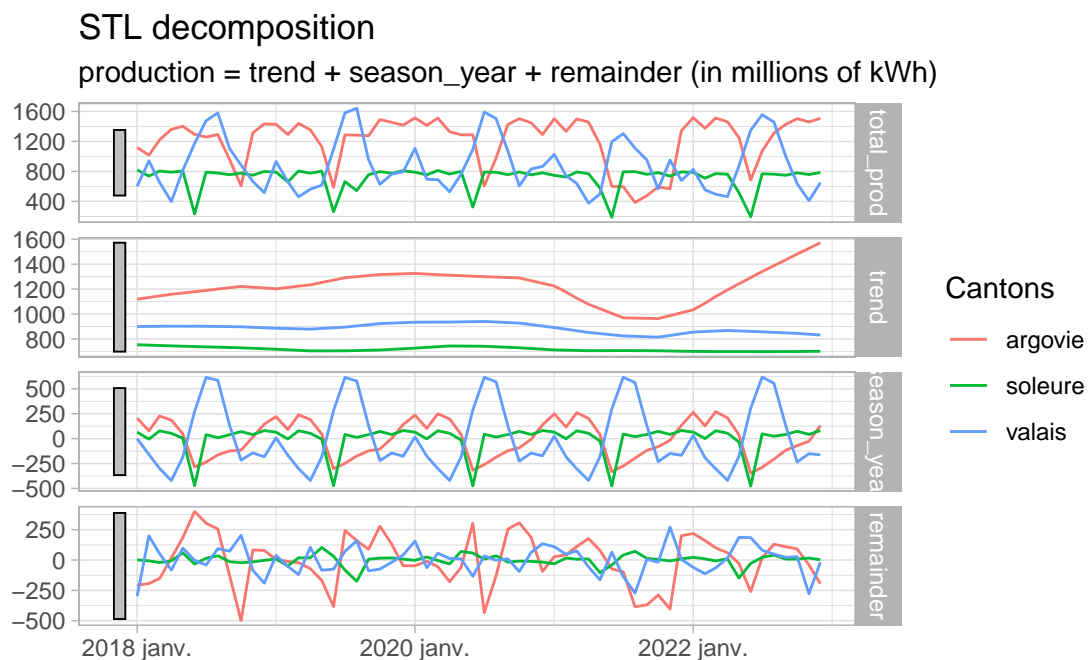 STL decomposition
production = trend + season_year + remainder (in millions of kWh)
1600
1200
800
400
total_prod
1600
1400
1200
1000
800
trend
500
250
0
−250
−500
season_yea
250
0
−250
−500
remainder
2018 janv.
2020 janv.
2022 janv.
Cantons
argovie
soleure
valais